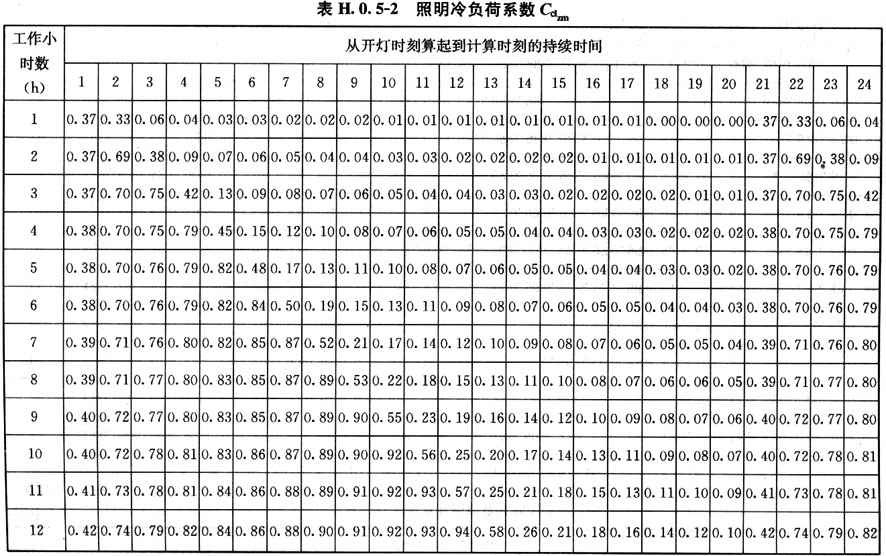 表 H.0.5-2 照明冷负荷系数 Cclzm
工作小时数(h) 从开灯时刻算起到计算时刻的持续时间
1 2 3 4 5 6 7 8 9 10 11 12 13 14 15 16 17 18 19 20 21 22 23 24
1 0.37 0.33 0.06 0.04 0.03 0.03 0.02 0.02 0.02 0.01 0.01 0.01 0.01 0.01 0.01 0.01 0.01 0.00 0.00 0.00 0.37 0.33 0.06 0.04
2 0.37 0.69 0.38 0.09 0.07 0.06 0.05 0.04 0.04 0.03 0.03 0.02 0.02 0.02 0.02 0.01 0.01 0.01 0.01 0.01 0.37 0.69 0.38 0.09
3 0.37 0.70 0.75 0.42 0.13 0.09 0.08 0.07 0.06 0.05 0.04 0.04 0.03 0.03 0.02 0.02 0.02 0.02 0.01 0.01 0.37 0.70 0.75 0.42
4 0.38 0.70 0.75 0.79 0.45 0.15 0.12 0.10 0.08 0.07 0.06 0.05 0.05 0.04 0.04 0.03 0.03 0.02 0.02 0.02 0.38 0.70 0.75 0.79
5 0.38 0.70 0.76 0.79 0.82 0.48 0.17 0.13 0.11 0.10 0.08 0.07 0.06 0.05 0.05 0.04 0.04 0.03 0.03 0.02 0.38 0.70 0.76 0.79
6 0.38 0.70 0.76 0.79 0.82 0.84 0.50 0.19 0.15 0.13 0.11 0.09 0.08 0.07 0.06 0.05 0.05 0.04 0.04 0.03 0.38 0.70 0.76 0.79
7 0.39 0.71 0.76 0.80 0.82 0.85 0.87 0.52 0.21 0.17 0.14 0.12 0.10 0.09 0.08 0.07 0.06 0.05 0.05 0.04 0.39 0.71 0.76 0.80
8 0.39 0.71 0.77 0.80 0.83 0.85 0.87 0.89 0.53 0.22 0.18 0.15 0.13 0.11 0.10 0.08 0.07 0.06 0.06 0.05 0.39 0.71 0.77 0.80
9 0.40 0.72 0.77 0.80 0.83 0.85 0.87 0.89 0.90 0.55 0.23 0.19 0.16 0.14 0.12 0.10 0.09 0.08 0.07 0.06 0.40 0.72 0.77 0.80
10 0.40 0.72 0.78 0.81 0.83 0.86 0.87 0.89 0.90 0.92 0.56 0.25 0.20 0.17 0.14 0.13 0.11 0.09 0.08 0.07 0.40 0.72 0.78 0.81
11 0.41 0.73 0.78 0.81 0.84 0.86 0.88 0.89 0.91 0.92 0.93 0.57 0.25 0.21 0.18 0.15 0.13 0.11 0.10 0.09 0.41 0.73 0.78 0.81
12 0.42 0.74 0.79 0.82 0.84 0.86 0.88 0.90 0.91 0.92 0.93 0.94 0.58 0.26 0.21 0.18 0.16 0.14 0.12 0.10 0.42 0.74 0.79 0.82